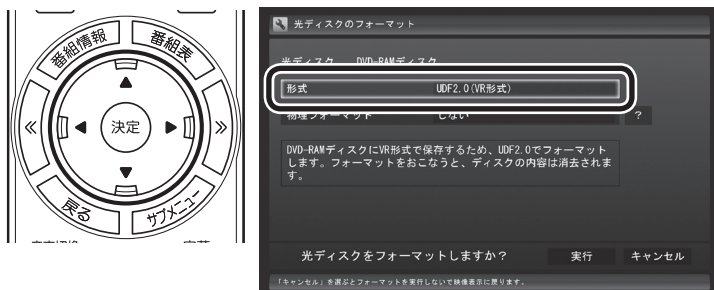 番組情報
番組表
決定
戻る
サブメニュー
光ディスクのフォーマット
光ディスク DVD-RAMディスク
形式 UDF2.0(VR形式)
物理フォーマット しない ?
DVD-RAMディスクにVR形式で保存するため、UDF2.0でフォーマット
します。フォーマットをおこなうと、ディスクの内容は消去されま
す。
光ディスクをフォーマットしますか? 実行 キャンセル
「キャンセル」を選ぶとフォーマットを実行しないで映像表示に戻ります。